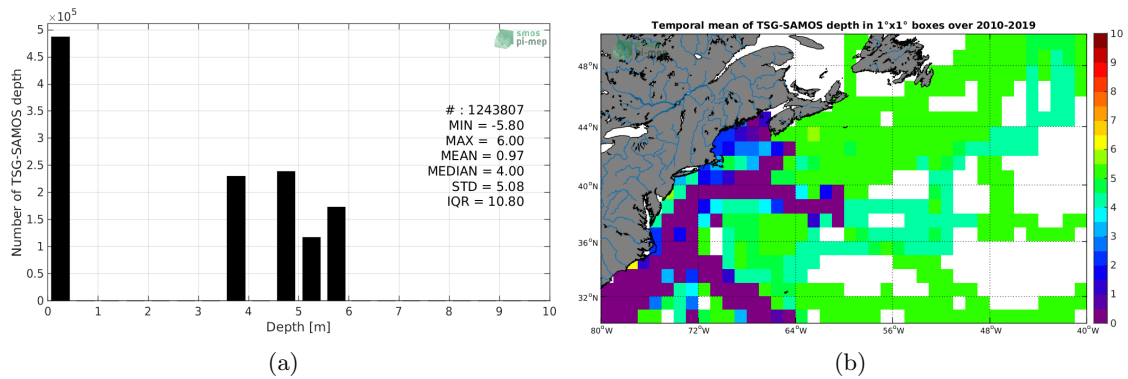 ×10⁵
smos
pi-mep
Number of TSG-SAMOS depth
5
4.5
4
3.5
3
2.5
2
1.5
1
0.5
0
# : 1243807
MIN = -5.80
MAX = 6.00
MEAN = 0.97
MEDIAN = 4.00
STD = 5.08
IQR = 10.80
0 1 2 3 4 5 6 7 8 9 10
Depth [m]
(a)
Temporal mean of TSG-SAMOS depth in 1°x1° boxes over 2010-2019
smos
pi-mep
48°N
44°N
40°N
36°N
32°N
80°W 72°W 64°W 56°W 48°W 40°W
10
9
8
7
6
5
4
3
2
1
0
(b)